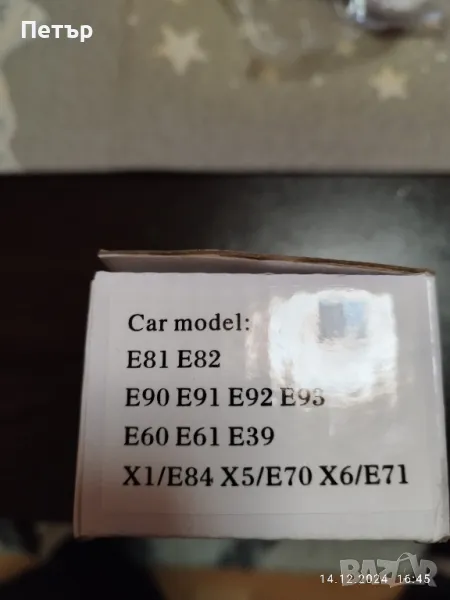 Петър
Car model:
E81 E82
E90 E91 E92 E93
E60 E61 E39
X1/E84 X5/E70 X6/E71
14.12.2024 • 16:45
BAZAR